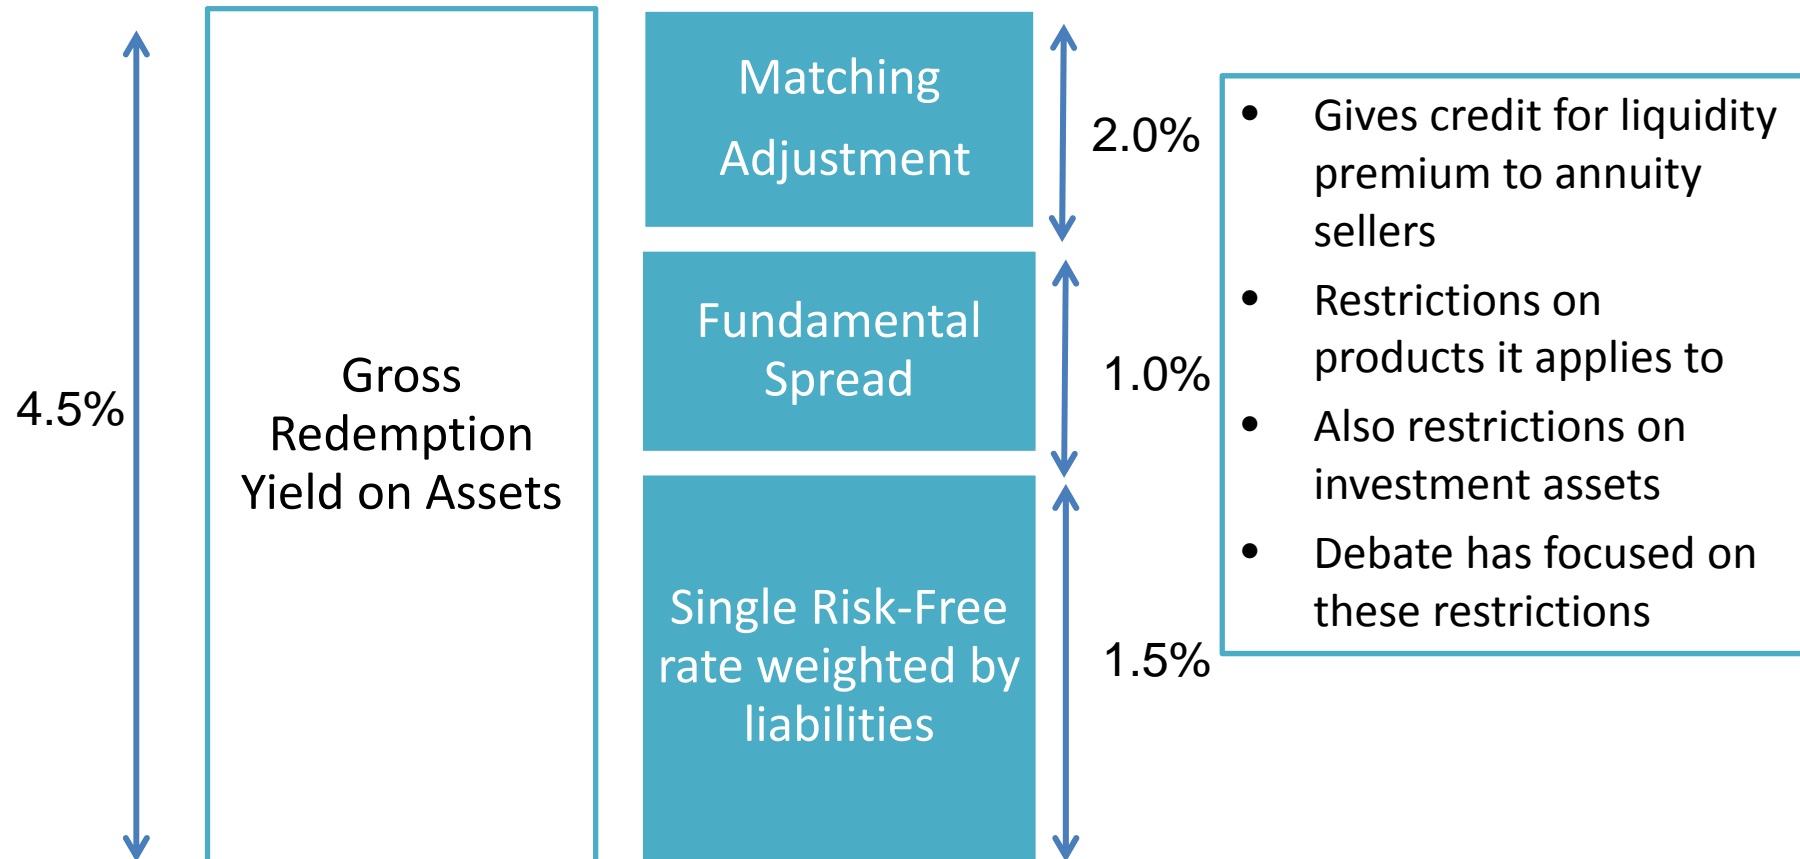 4.5%
Gross
Redemption
Yield on Assets
Matching
Adjustment
2.0%
Fundamental
Spread
1.0%
Single Risk-Free
rate weighted by
liabilities
1.5%
• Gives credit for liquidity
premium to annuity
sellers
• Restrictions on
products it applies to
• Also restrictions on
investment assets
• Debate has focused on
these restrictions